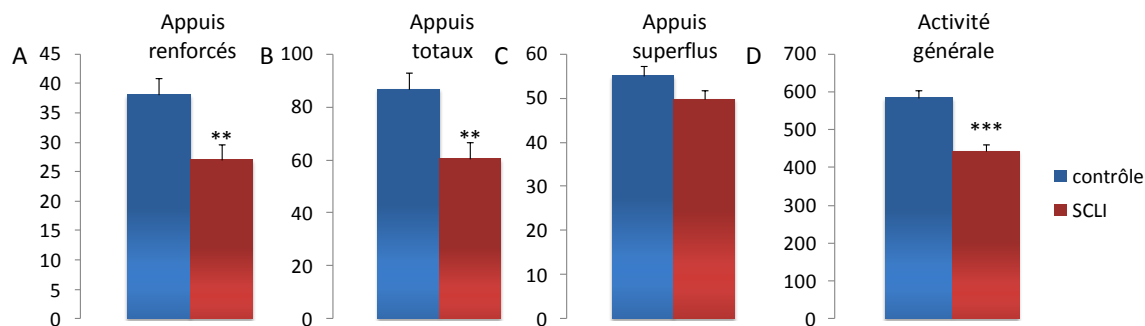 A
Appuis
renforcés
45
40
35
30
25
20
15
10
5
0
**
B
Appuis
totaux
100
80
60
40
20
0
**
C
Appuis
superflus
60
50
40
30
20
10
0
D
Activité
générale
700
600
500
400
300
200
100
0
***
contrôle
SCLI